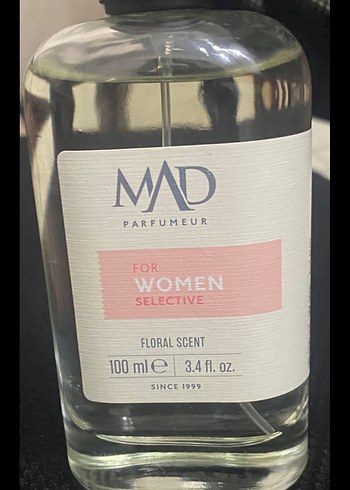 MAD
PARFUMEUR
FOR
WOMEN
SELECTIVE
FLORAL SCENT
100 ml ℮ 3.4 fl. oz.
SINCE 1999